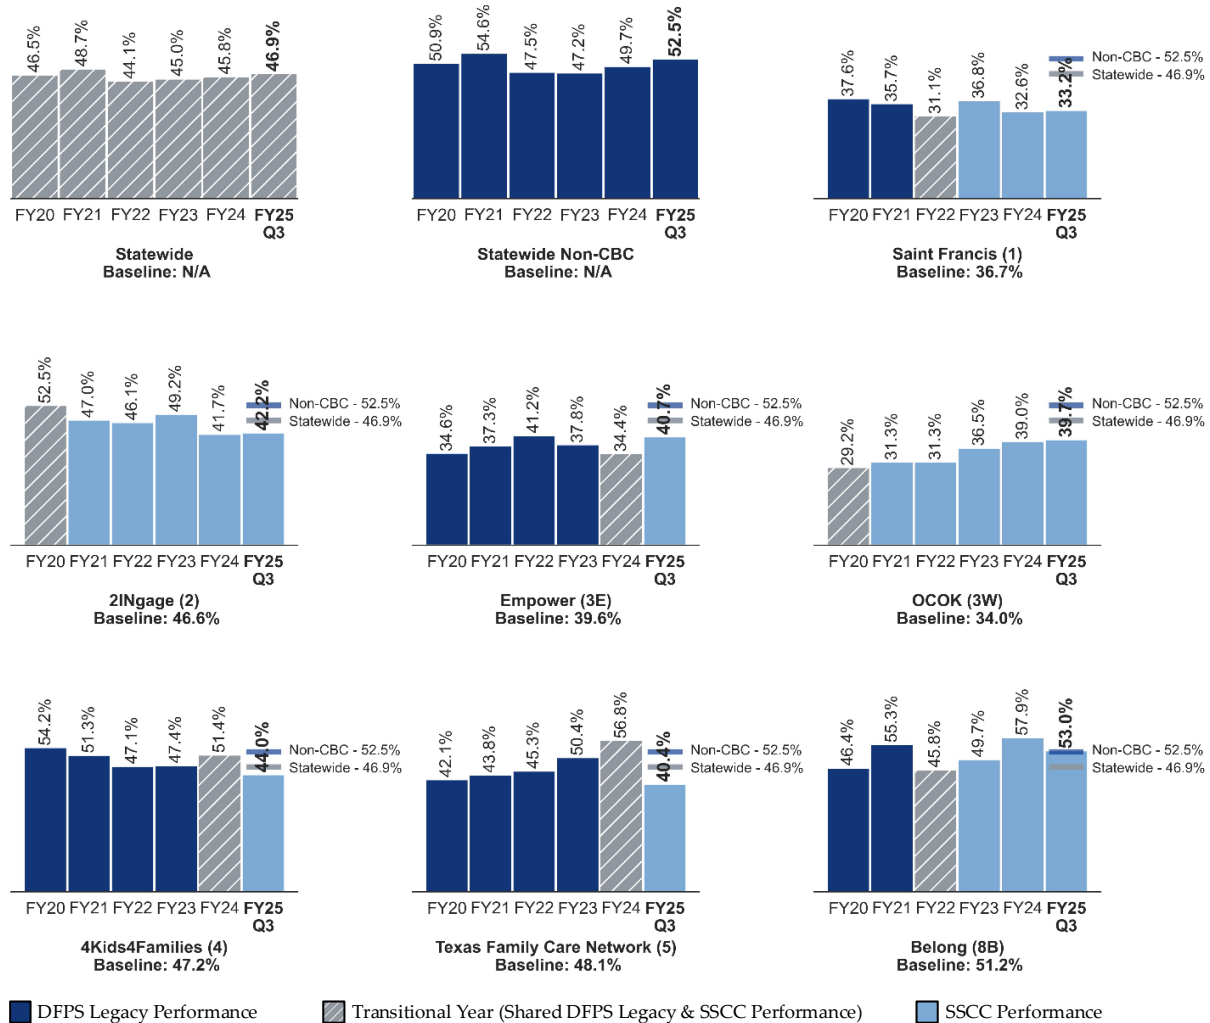 46.5%
48.7%
44.1%
45.0%
45.8%
46.9%
FY20 FY21 FY22 FY23 FY24 FY25
Q3
Statewide
Baseline: N/A
50.9%
54.6%
47.5%
47.2%
49.7%
52.5%
FY20 FY21 FY22 FY23 FY24 FY25
Q3
Statewide Non-CBC
Baseline: N/A
37.6%
35.7%
31.1%
36.8%
32.6%
33.2%
Non-CBC - 52.5%
Statewide - 46.9%
FY20 FY21 FY22 FY23 FY24 FY25
Q3
Saint Francis (1)
Baseline: 36.7%
52.5%
47.0%
46.1%
49.2%
41.7%
42.2%
Non-CBC - 52.5%
Statewide - 46.9%
FY20 FY21 FY22 FY23 FY24 FY25
Q3
2INgage (2)
Baseline: 46.6%
34.6%
37.3%
41.2%
37.8%
34.4%
40.7%
Non-CBC - 52.5%
Statewide - 46.9%
FY20 FY21 FY22 FY23 FY24 FY25
Q3
Empower (3E)
Baseline: 39.6%
29.2%
31.3%
31.3%
36.5%
39.0%
39.7%
Non-CBC - 52.5%
Statewide - 46.9%
FY20 FY21 FY22 FY23 FY24 FY25
Q3
OCOK (3W)
Baseline: 34.0%
54.2%
51.3%
47.1%
47.4%
51.4%
44.0%
Non-CBC - 52.5%
Statewide - 46.9%
FY20 FY21 FY22 FY23 FY24 FY25
Q3
4Kids4Families (4)
Baseline: 47.2%
42.1%
43.8%
45.3%
50.4%
56.8%
40.4%
Non-CBC - 52.5%
Statewide - 46.9%
FY20 FY21 FY22 FY23 FY24 FY25
Q3
Texas Family Care Network (5)
Baseline: 48.1%
46.4%
55.3%
45.8%
49.7%
57.9%
53.0%
Non-CBC - 52.5%
Statewide - 46.9%
FY20 FY21 FY22 FY23 FY24 FY25
Q3
Belong (8B)
Baseline: 51.2%
DFPS Legacy Performance
Transitional Year (Shared DFPS Legacy & SSCC Performance)
SSCC Performance